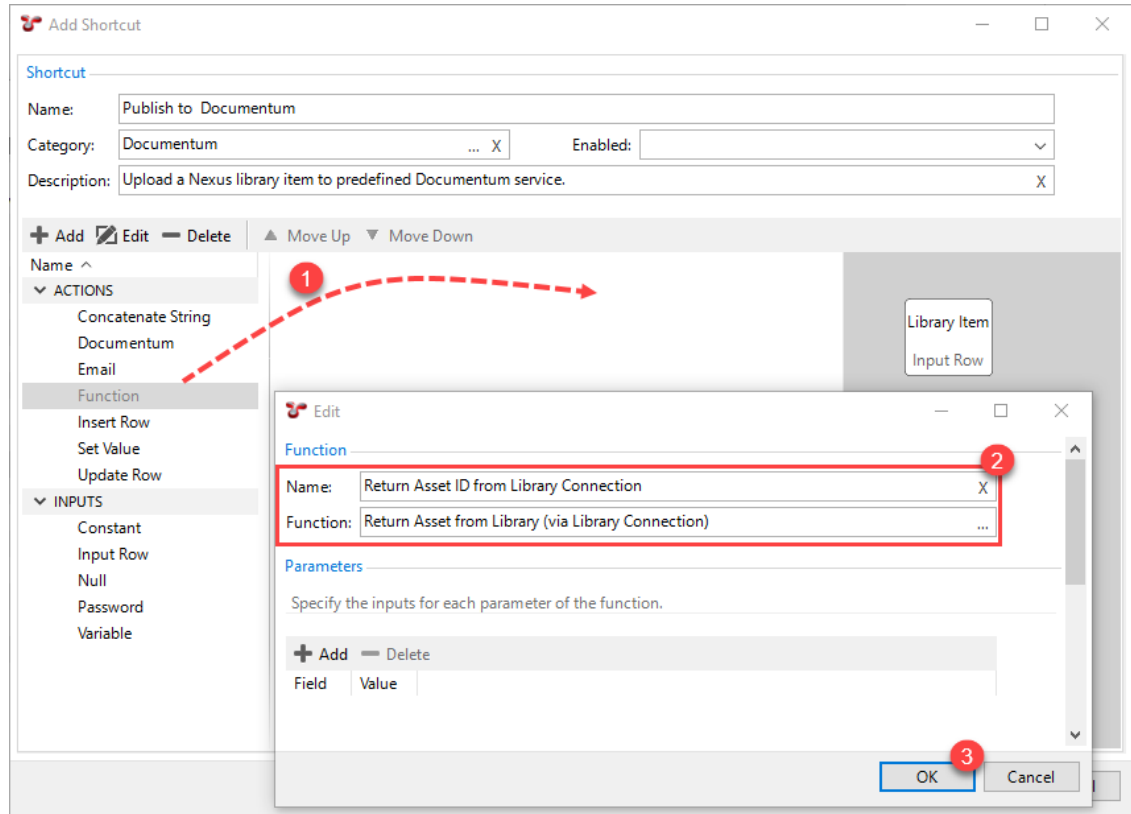 Add Shortcut
Shortcut
Name: Publish to  Documentum
Category: Documentum ... X Enabled:
Description: Upload a Nexus library item to predefined Documentum service. X
Add Edit Delete Move Up Move Down
Name
1
ACTIONS
Concatenate String
Documentum
Email
Function
Insert Row
Set Value
Update Row
INPUTS
Constant
Input Row
Null
Password
Variable
Library Item
Input Row
Edit
Function
2
Name: Return Asset ID from Library Connection X
Function: Return Asset from Library (via Library Connection) ...
Parameters
Specify the inputs for each parameter of the function.
Add Delete
Field Value
3
OK Cancel